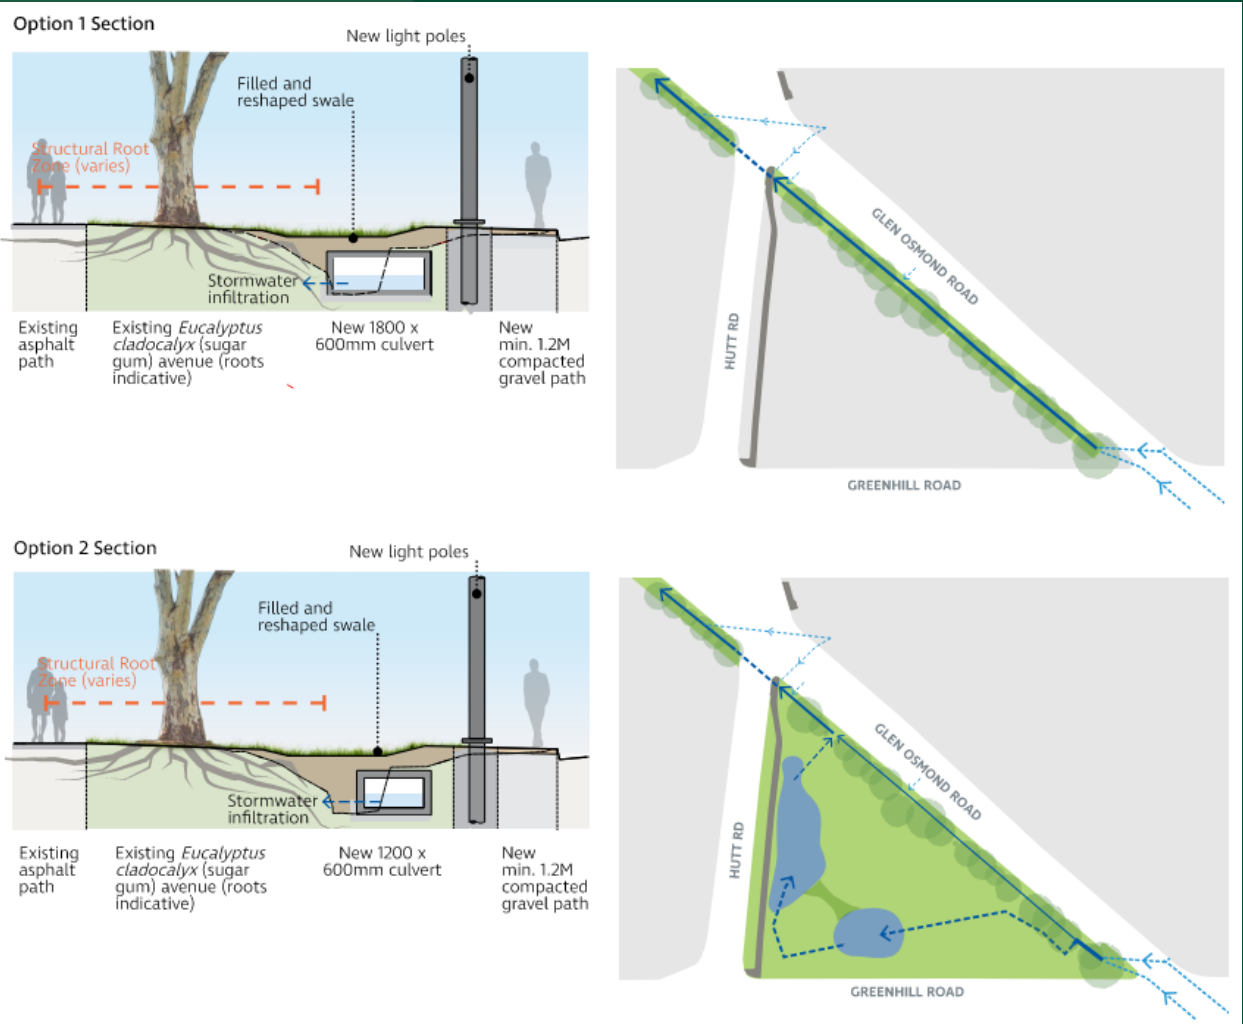 Option 1 Section
New light poles
Filled and
reshaped swale
Structural Root
Zone (varies)
Stormwater
infiltration
Existing
asphalt
path
Existing Eucalyptus
cladocalyx (sugar
gum) avenue (roots
indicative)
New 1800 x
600mm culvert
New
min. 1.2M
compacted
gravel path
GLEN OSMOND ROAD
HUTT RD
GREENHILL ROAD
Option 2 Section
New light poles
Filled and
reshaped swale
Structural Root
Zone (varies)
Stormwater
infiltration
Existing
asphalt
path
Existing Eucalyptus
cladocalyx (sugar
gum) avenue (roots
indicative)
New 1200 x
600mm culvert
New
min. 1.2M
compacted
gravel path
GLEN OSMOND ROAD
HUTT RD
GREENHILL ROAD